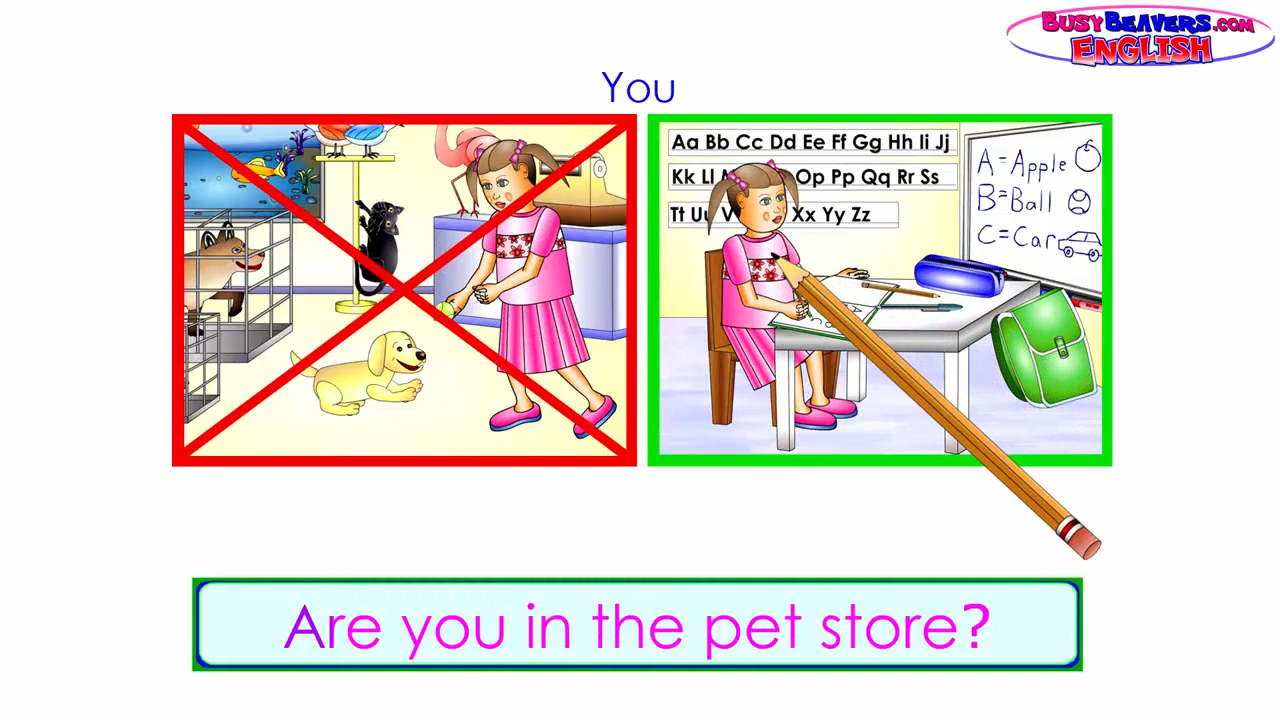 BUSYBEAVERS.COM
ENGLISH
You
Aa Bb Cc Dd Ee Ff Gg Hh Ii Jj
Kk Ll Op Pp Qq Rr Ss
Tt Uu V Xx Yy Zz
A=Apple
B=Ball
C=Car
Are you in the pet store?